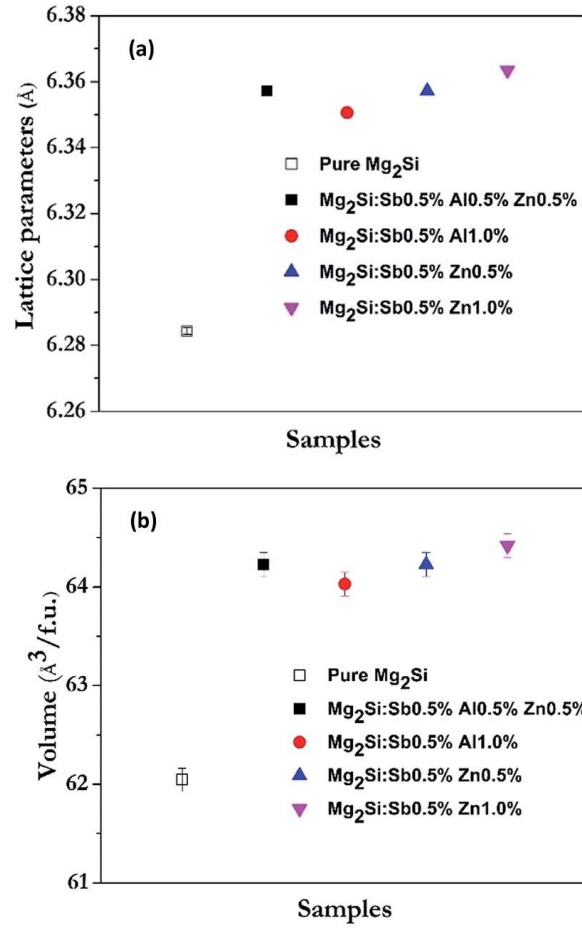 (a)
6.38
6.36
6.34
6.32
6.30
6.28
6.26
Lattice parameters (Å)
Pure Mg2Si
Mg2Si:Sb0.5% Al0.5% Zn0.5%
Mg2Si:Sb0.5% Al1.0%
Mg2Si:Sb0.5% Zn0.5%
Mg2Si:Sb0.5% Zn1.0%
Samples
(b)
65
64
63
62
61
Volume (Å3/f.u.)
Pure Mg2Si
Mg2Si:Sb0.5% Al0.5% Zn0.5%
Mg2Si:Sb0.5% Al1.0%
Mg2Si:Sb0.5% Zn0.5%
Mg2Si:Sb0.5% Zn1.0%
Samples